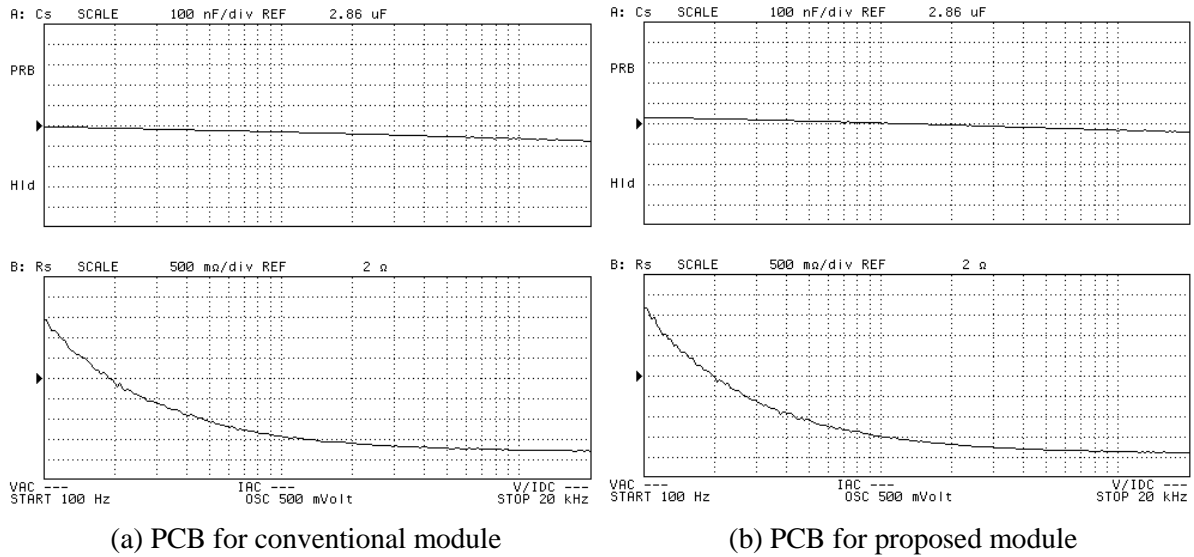 A: Cs SCALE 100 nF/div REF 2.86 uF
PRB
Hld
B: Rs SCALE 500 mΩ/div REF 2 Ω
VAC --- IAC --- V/IDC ---
START 100 Hz OSC 500 mVolt STOP 20 kHz
(a) PCB for conventional module
A: Cs SCALE 100 nF/div REF 2.86 uF
PRB
Hld
B: Rs SCALE 500 mΩ/div REF 2 Ω
VAC --- IAC --- V/IDC ---
START 100 Hz OSC 500 mVolt STOP 20 kHz
(b) PCB for proposed module